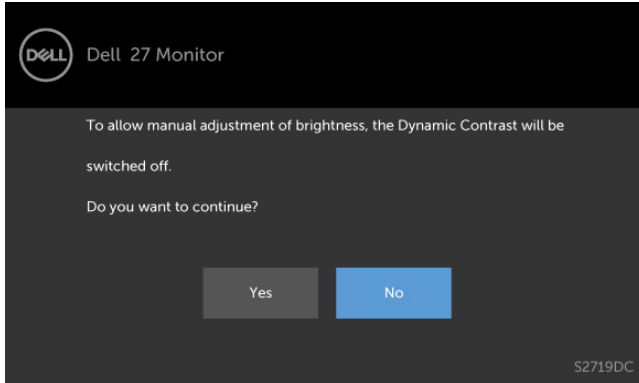 DELL
Dell 27 Monitor
To allow manual adjustment of brightness, the Dynamic Contrast will be
switched off.
Do you want to continue?
Yes
No
S2719DC